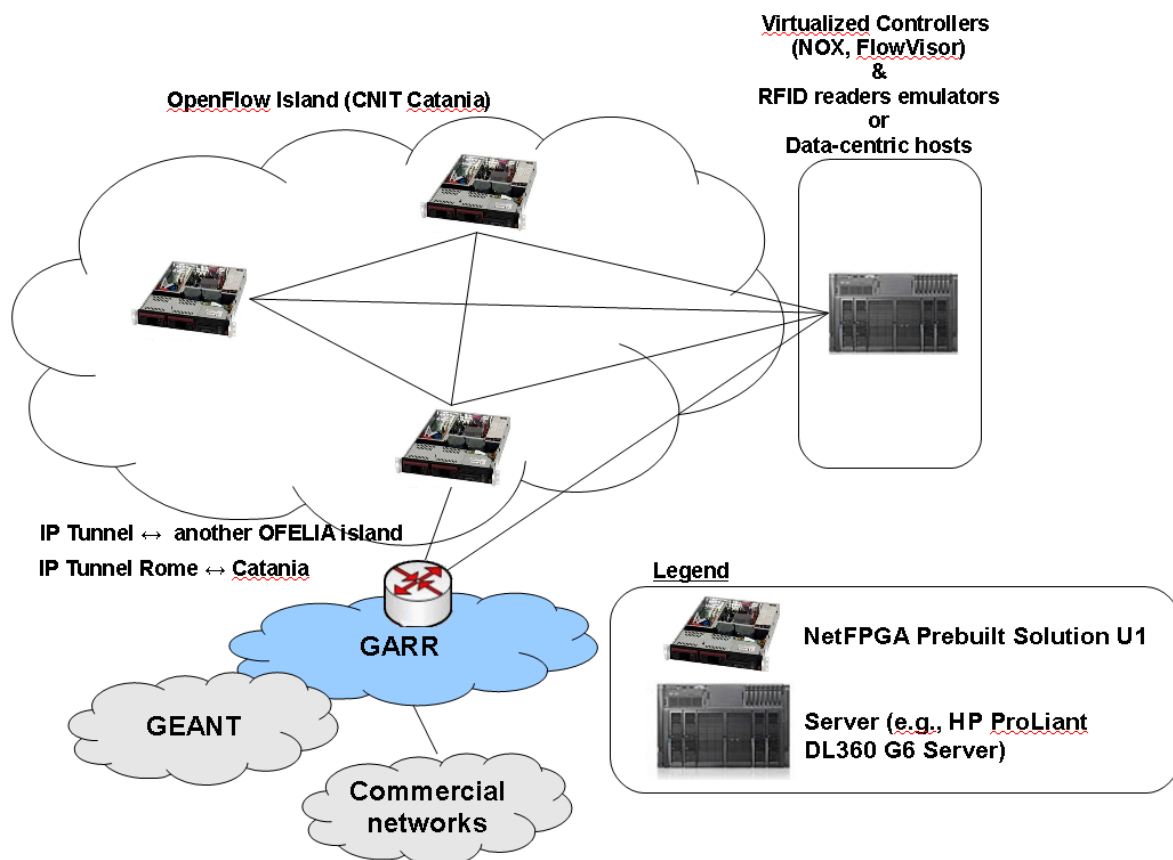 Virtualized Controllers
(NOX, FlowVisor)
&
RFID readers emulators
or
Data-centric hosts
OpenFlow Island (CNIT Catania)
IP Tunnel ↔ another OFELIA island
IP Tunnel Rome ↔ Catania
GARR
GEANT
Commercial
networks
Legend
NetFPGA Prebuilt Solution U1
Server (e.g., HP ProLiant
DL360 G6 Server)